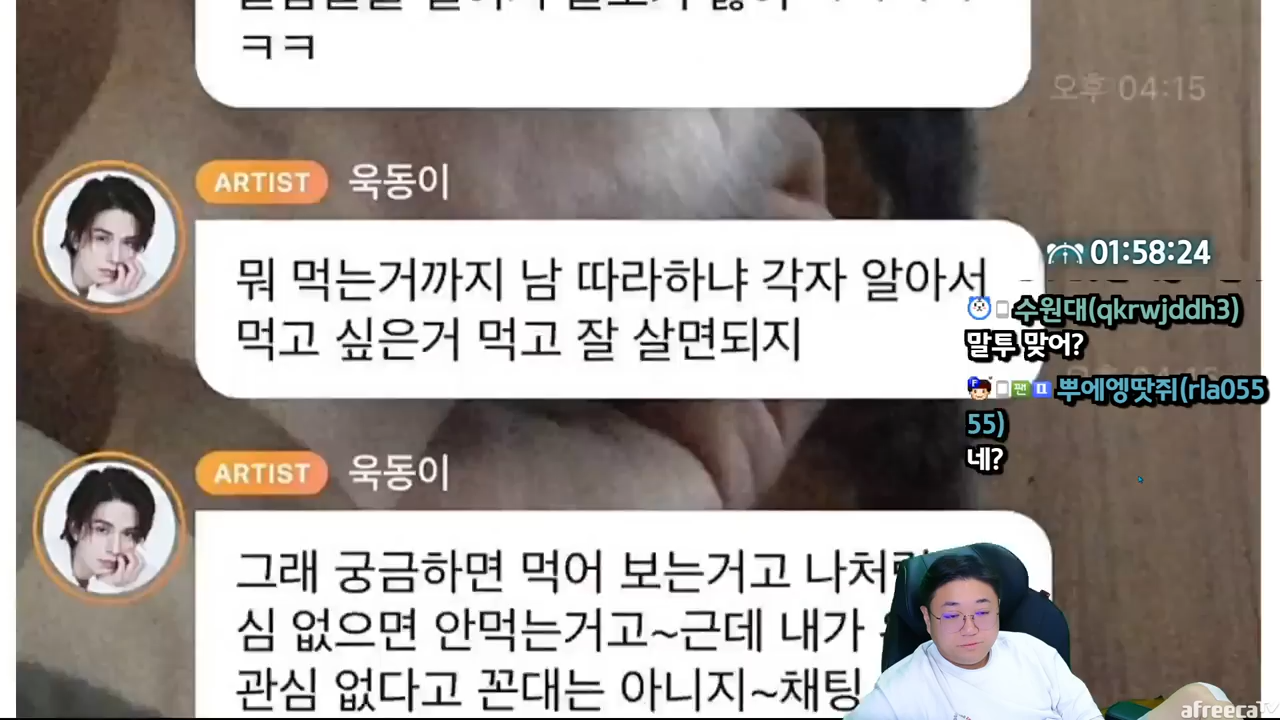 ㅋㅋ
오후 04:15
ARTIST 욱동이
뭐 먹는거까지 남 따라하냐 각자 알아서
먹고 싶은거 먹고 잘 살면되지
01:58:24
수원대(qkrwjddh3)
말투 맞어?
팬 뿌에엥땃쥐(rla055
55)
네?
ARTIST 욱동이
그래 궁금하면 먹어 보는거고
심 없으면 안먹는거고~근데 내가
관심 없다고 꼰대는 아니지~채팅
afreecaTV